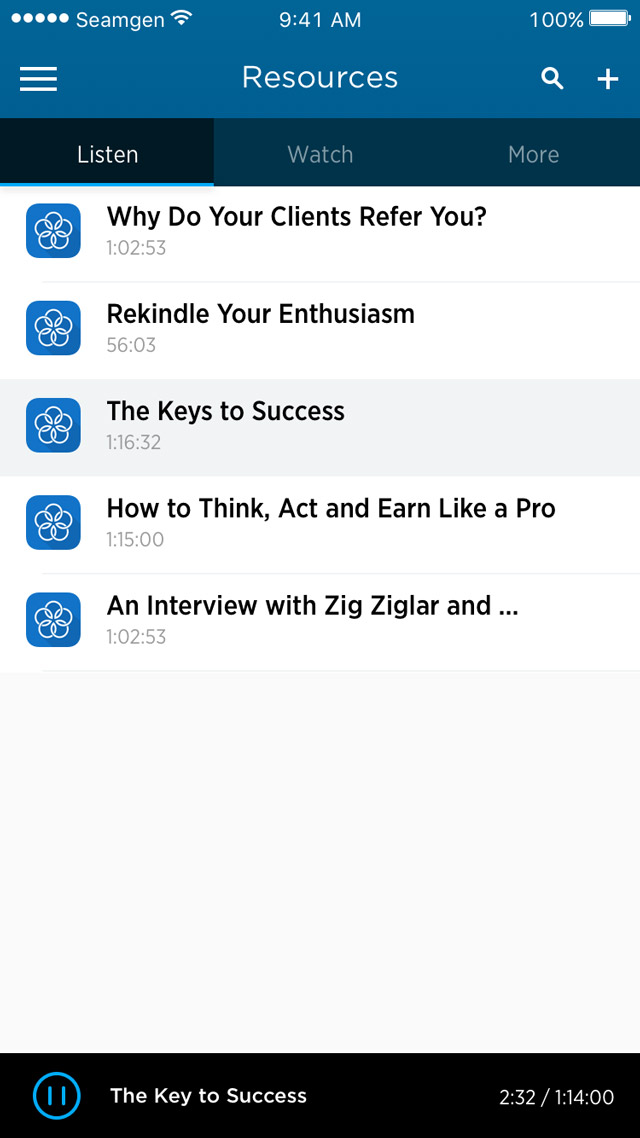 Seamgen 9:41 AM 100%
Resources
Listen Watch More
Why Do Your Clients Refer You?
1:02:53
Rekindle Your Enthusiasm
56:03
The Keys to Success
1:16:32
How to Think, Act and Earn Like a Pro
1:15:00
An Interview with Zig Ziglar and ...
1:02:53
The Key to Success 2:32 / 1:14:00